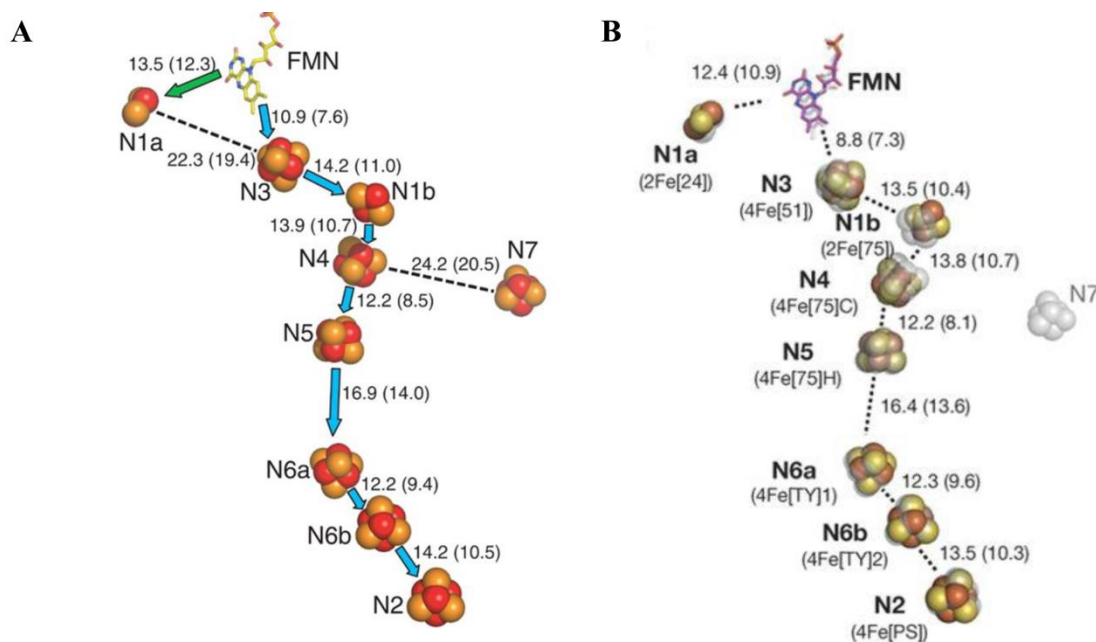 A
FMN
13.5 (12.3)
N1a
10.9 (7.6)
22.3 (19.4)
N3
14.2 (11.0)
N1b
13.9 (10.7)
N4
24.2 (20.5)
N7
12.2 (8.5)
N5
16.9 (14.0)
N6a
12.2 (9.4)
N6b
14.2 (10.5)
N2
B
12.4 (10.9)
FMN
N1a
(2Fe[24])
8.8 (7.3)
N3
(4Fe[51])
13.5 (10.4)
N1b
(2Fe[75])
13.8 (10.7)
N4
(4Fe[75]C)
N7
12.2 (8.1)
N5
(4Fe[75]H)
16.4 (13.6)
N6a
(4Fe[TY]1)
12.3 (9.6)
N6b
(4Fe[TY]2)
13.5 (10.3)
N2
(4Fe[PS])